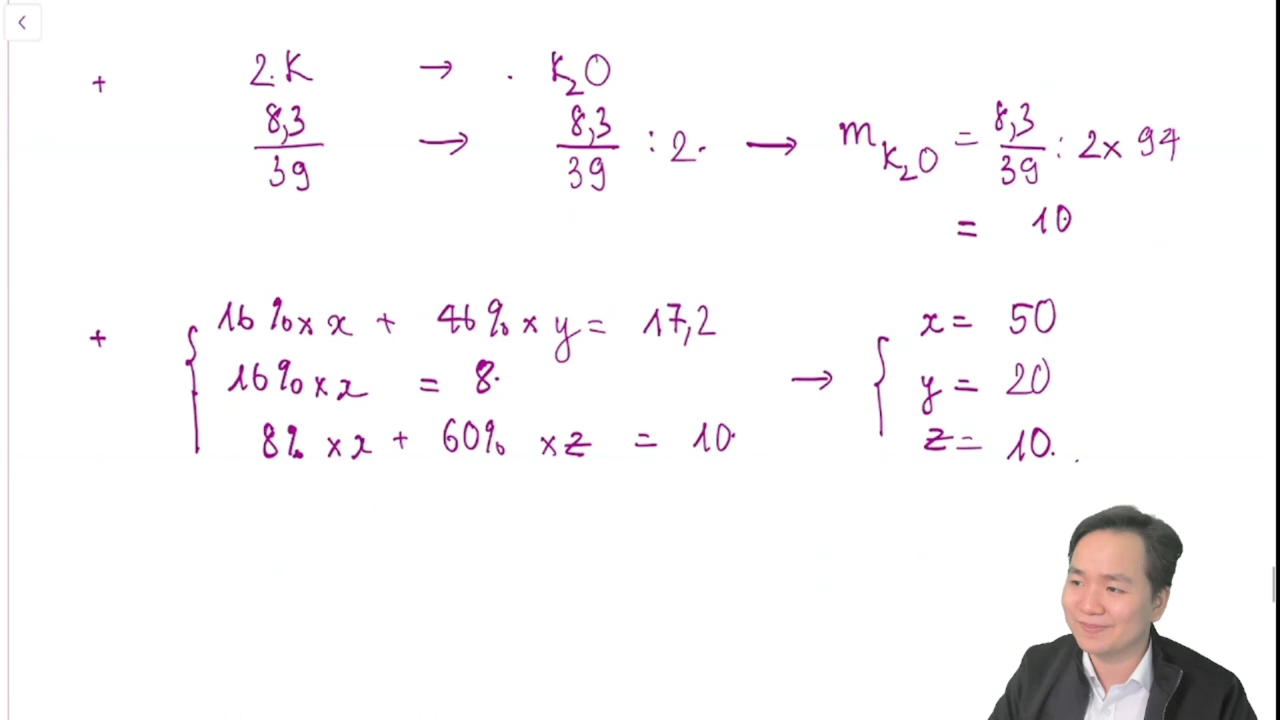 + 2.K → . K₂O
8,3/39 → 8,3/39 : 2. → m K₂O = 8,3/39 : 2 x 94
= 10
+ { 16% x x + 46% x y = 17,2
16% x x = 8.
8% x x + 60% x z = 10.
→ { x = 50
y = 20
z = 10.